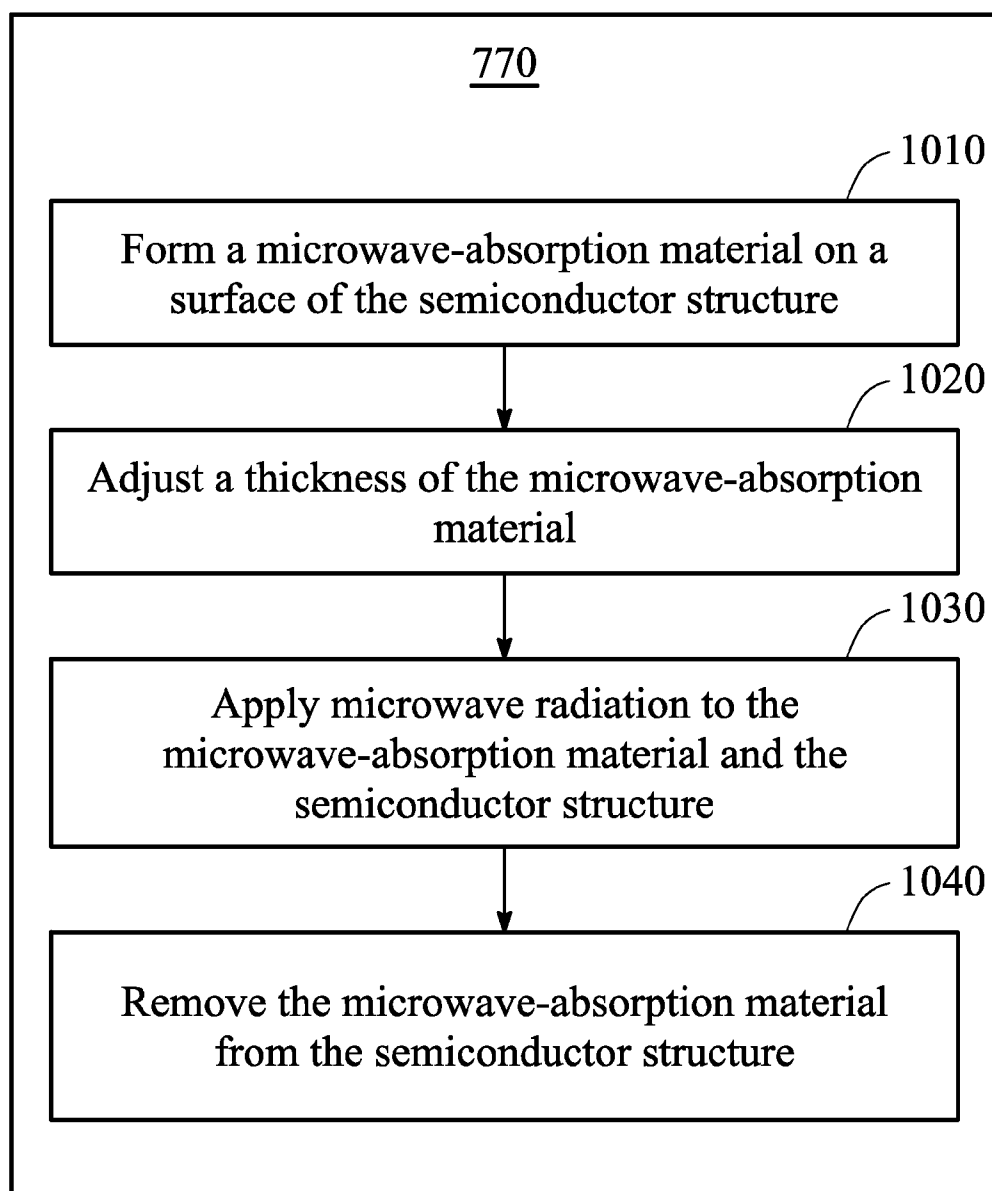 770
1010
Form a microwave-absorption material on a
surface of the semiconductor structure
1020
Adjust a thickness of the microwave-absorption
material
1030
Apply microwave radiation to the
microwave-absorption material and the
semiconductor structure
1040
Remove the microwave-absorption material
from the semiconductor structure